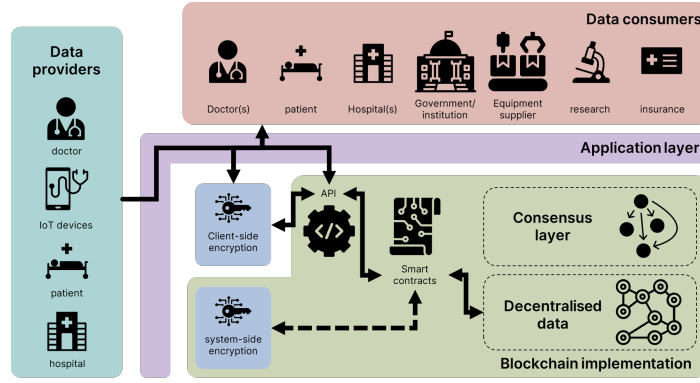 Data
providers
doctor
IoT devices
patient
hospital
Data consumers
Doctor(s)
patient
Hospital(s)
Government/
institution
Equipment
supplier
research
insurance
Application layer
Client-side
encryption
API
</>
Smart
contracts
Consensus
layer
Decentralised
data
system-side
encryption
Blockchain implementation